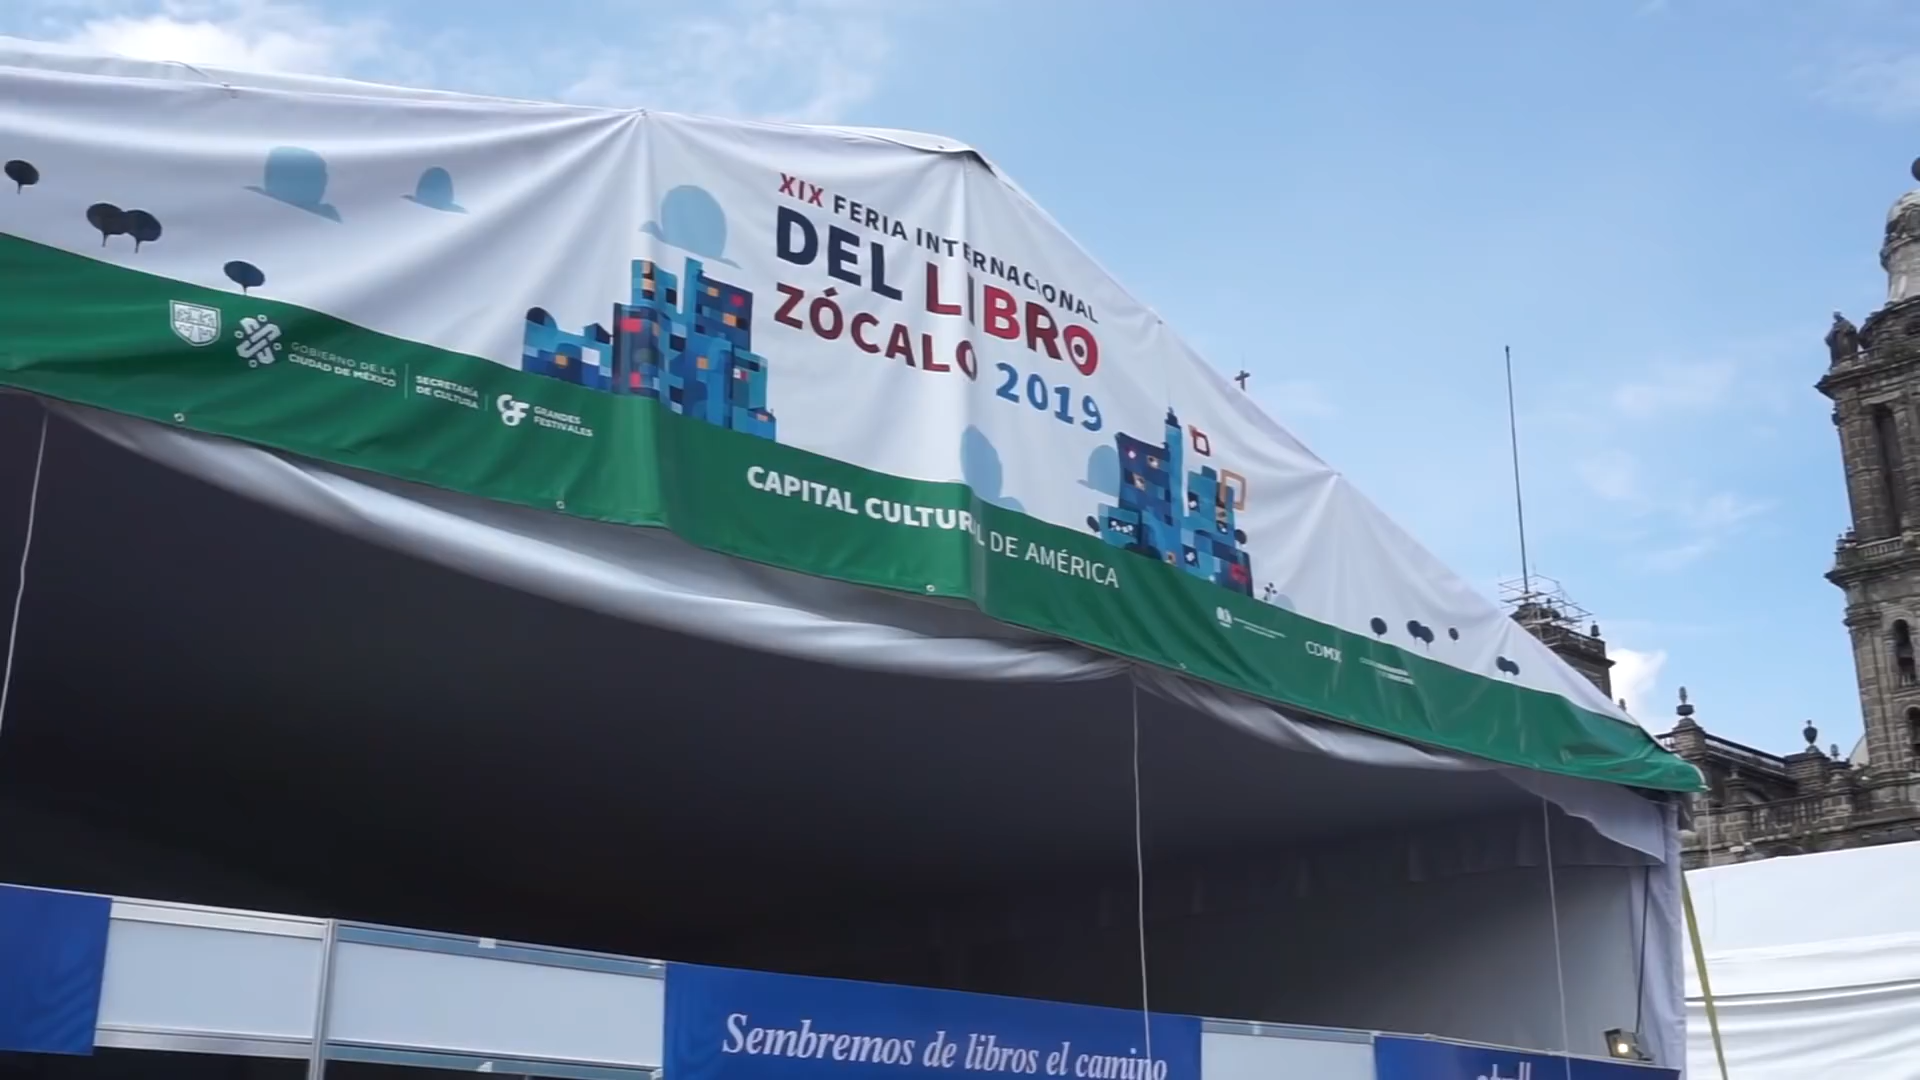 XIX FERIA INTERNACIONAL
DEL LIBRO
ZÓCALO 2019
GOBIERNO DE LA
CIUDAD DE MÉXICO
SECRETARÍA
DE CULTURA
GF
GRANDES
FESTIVALES
CAPITAL CULTURAL DE AMÉRICA
CDMX
Sembremos de libros el camino